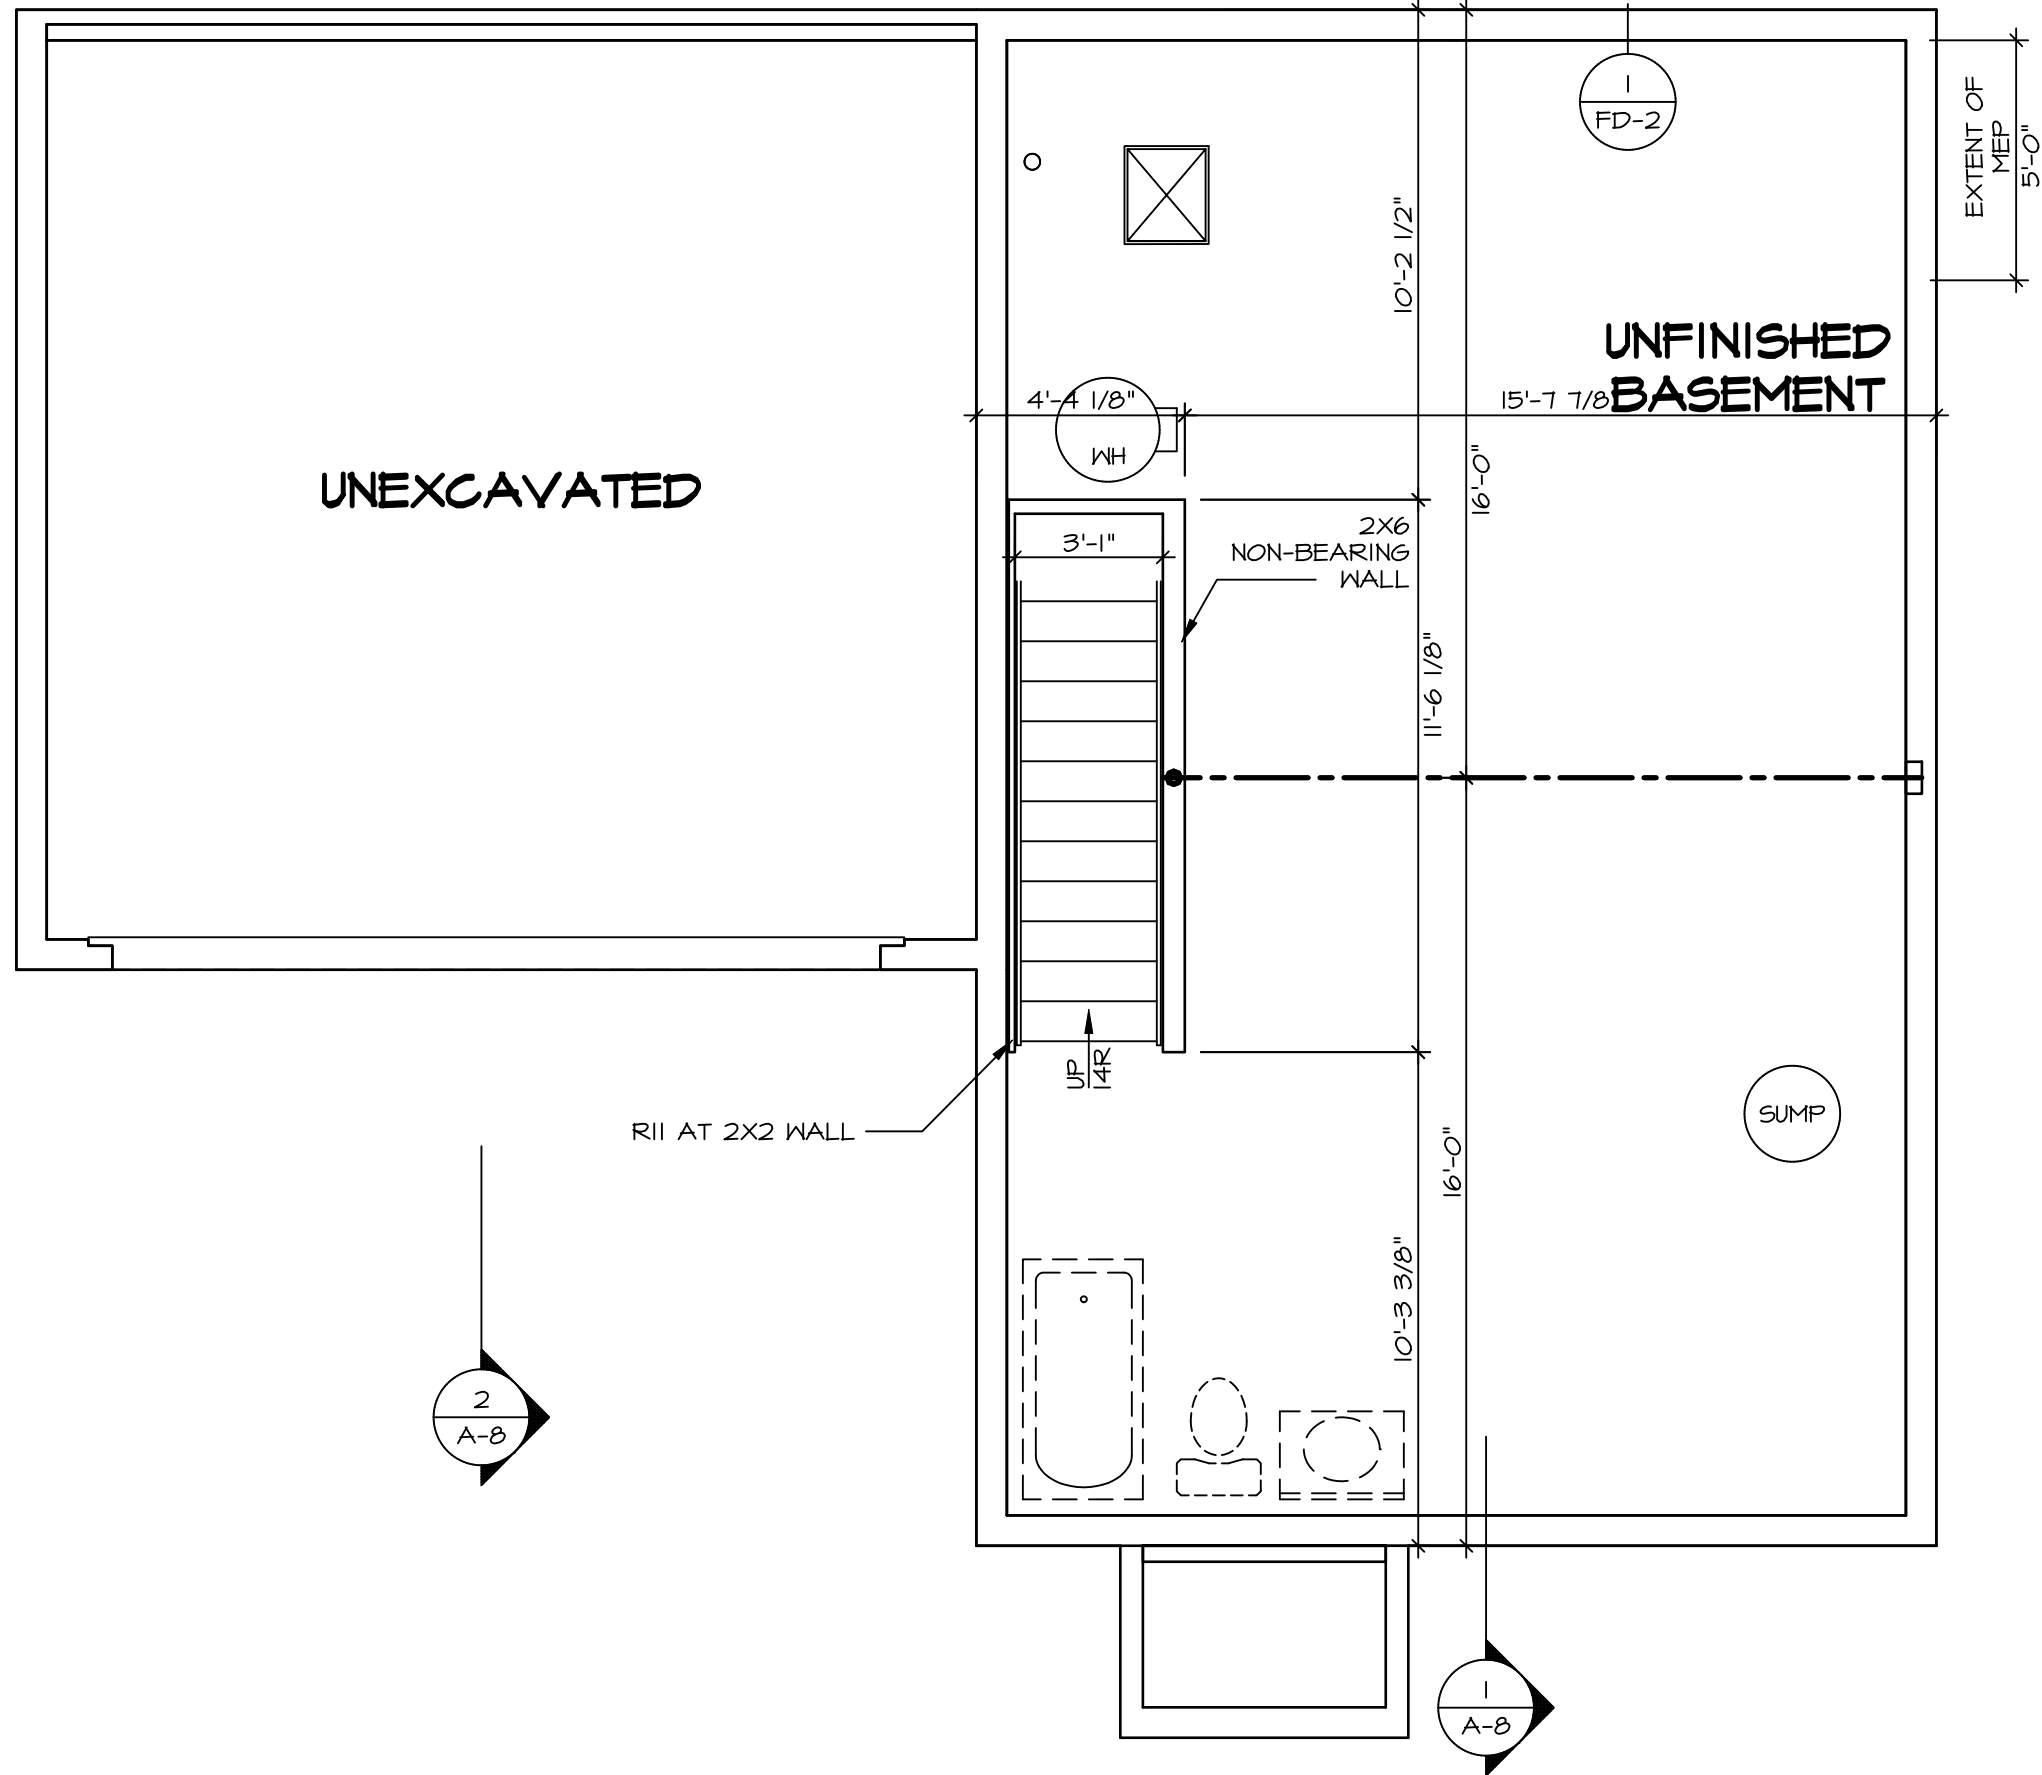 1
FD-2
EXTENT OF
MEP
5'-0"
10'-2 1/2"
UNFINISHED
BASEMENT
4'-4 1/8"
15'-7 7/8
WH
UNEXCAVATED
16'-0"
2X6
NON-BEARING
WALL
3'-1"
11'-6 1/8"
UP
14R
SUMP
R11 AT 2X2 WALL
16'-0"
10'-3 3/8"
2
A-8
1
A-8